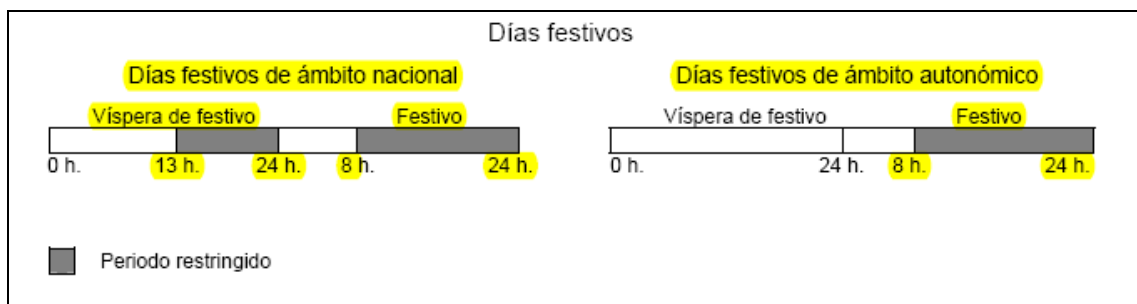 Días festivos
Días festivos de ámbito nacional
Víspera de festivo Festivo
0 h. 13 h. 24 h. 8 h. 24 h.
Días festivos de ámbito autonómico
Víspera de festivo Festivo
0 h. 24 h. 8 h. 24 h.
Periodo restringido